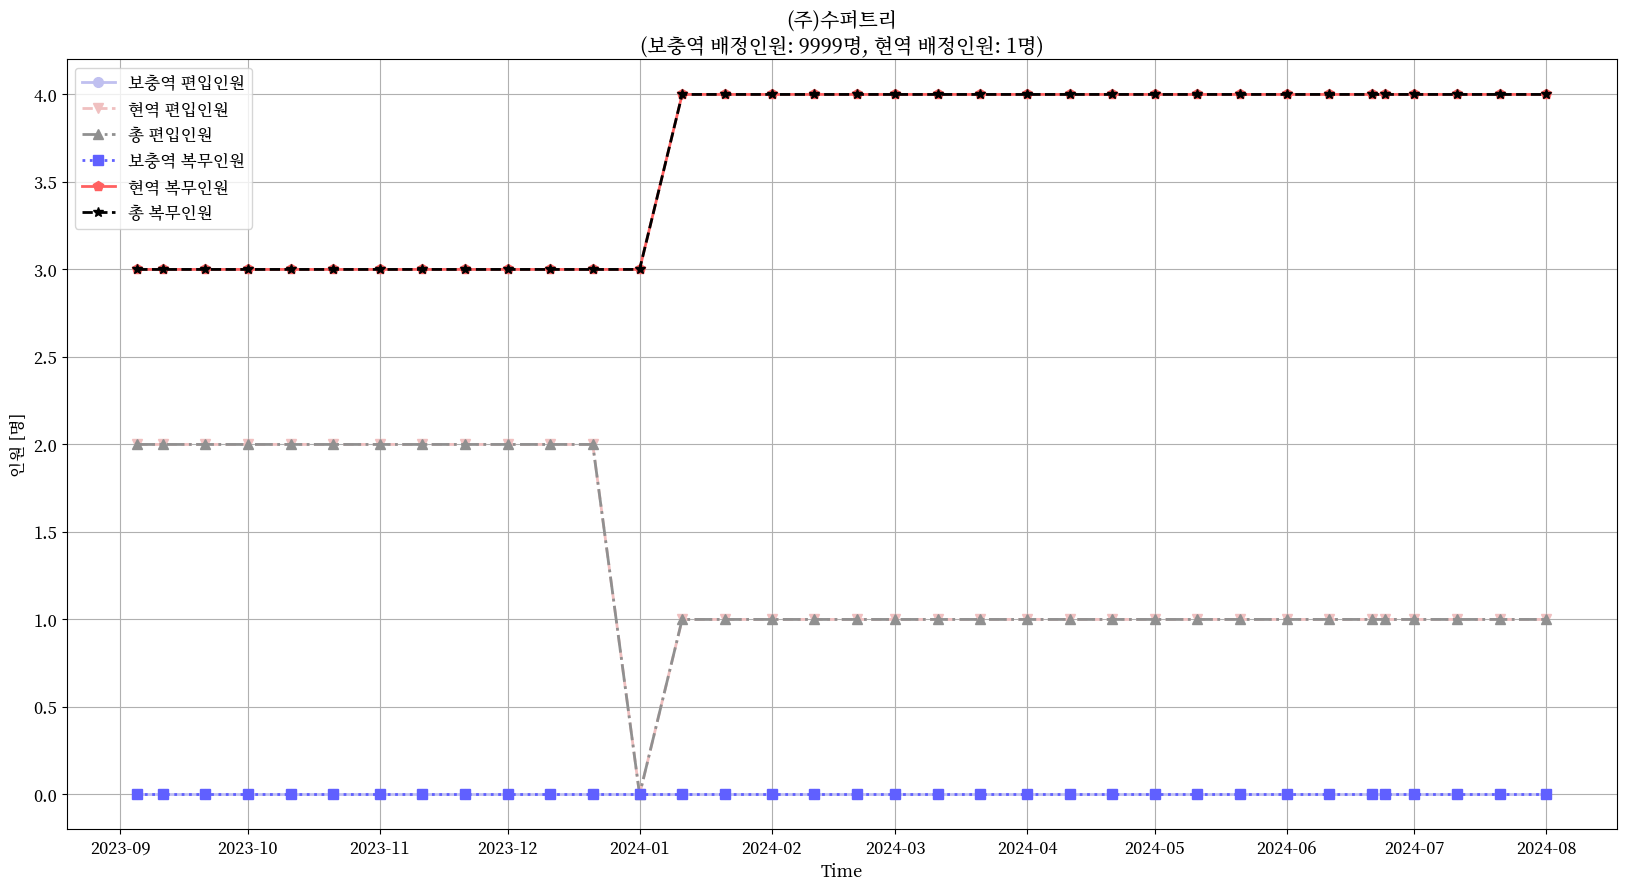 (주)수퍼트리
(보충역 배정인원: 9999명, 현역 배정인원: 1명)
보충역 편입인원
현역 편입인원
총 편입인원
보충역 복무인원
현역 복무인원
총 복무인원
4.0
3.5
3.0
2.5
2.0
1.5
1.0
0.5
0.0
인원 [명]
2023-09 2023-10 2023-11 2023-12 2024-01 2024-02 2024-03 2024-04 2024-05 2024-06 2024-07 2024-08
Time